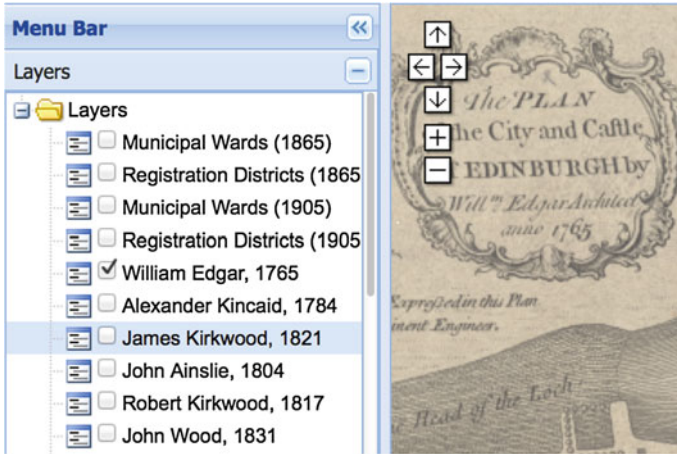 Menu Bar
Layers
Layers
Municipal Wards (1865)
Registration Districts (1865
Municipal Wards (1905)
Registration Districts (1905
William Edgar, 1765
Alexander Kincaid, 1784
James Kirkwood, 1821
John Ainslie, 1804
Robert Kirkwood, 1817
John Wood, 1831
The PLAN
the City and Castle
EDINBURGH by
Will.m Edgar Architect
anno 1765
Expressed in this Plan
inent Engineer.
Head of the Loch